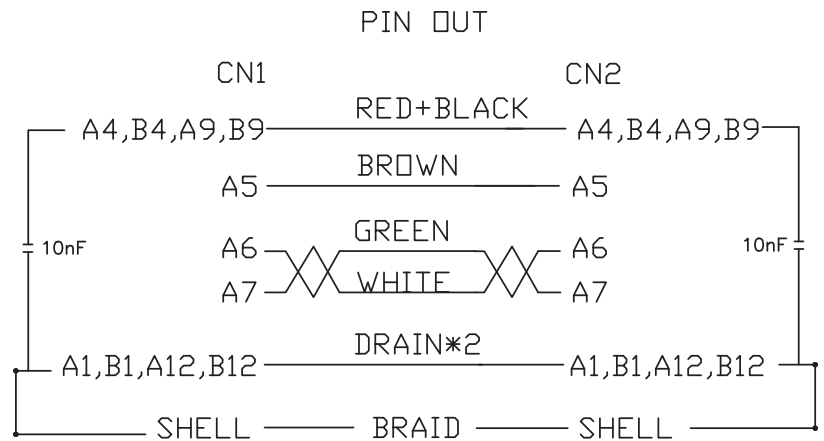 PIN OUT
CN1 CN2
RED+BLACK
A4,B4,A9,B9 A4,B4,A9,B9
BROWN
A5 A5
GREEN
A6 A6
10nF 10nF
WHITE
A7 A7
DRAIN*2
A1,B1,A12,B12 A1,B1,A12,B12
SHELL BRAID SHELL